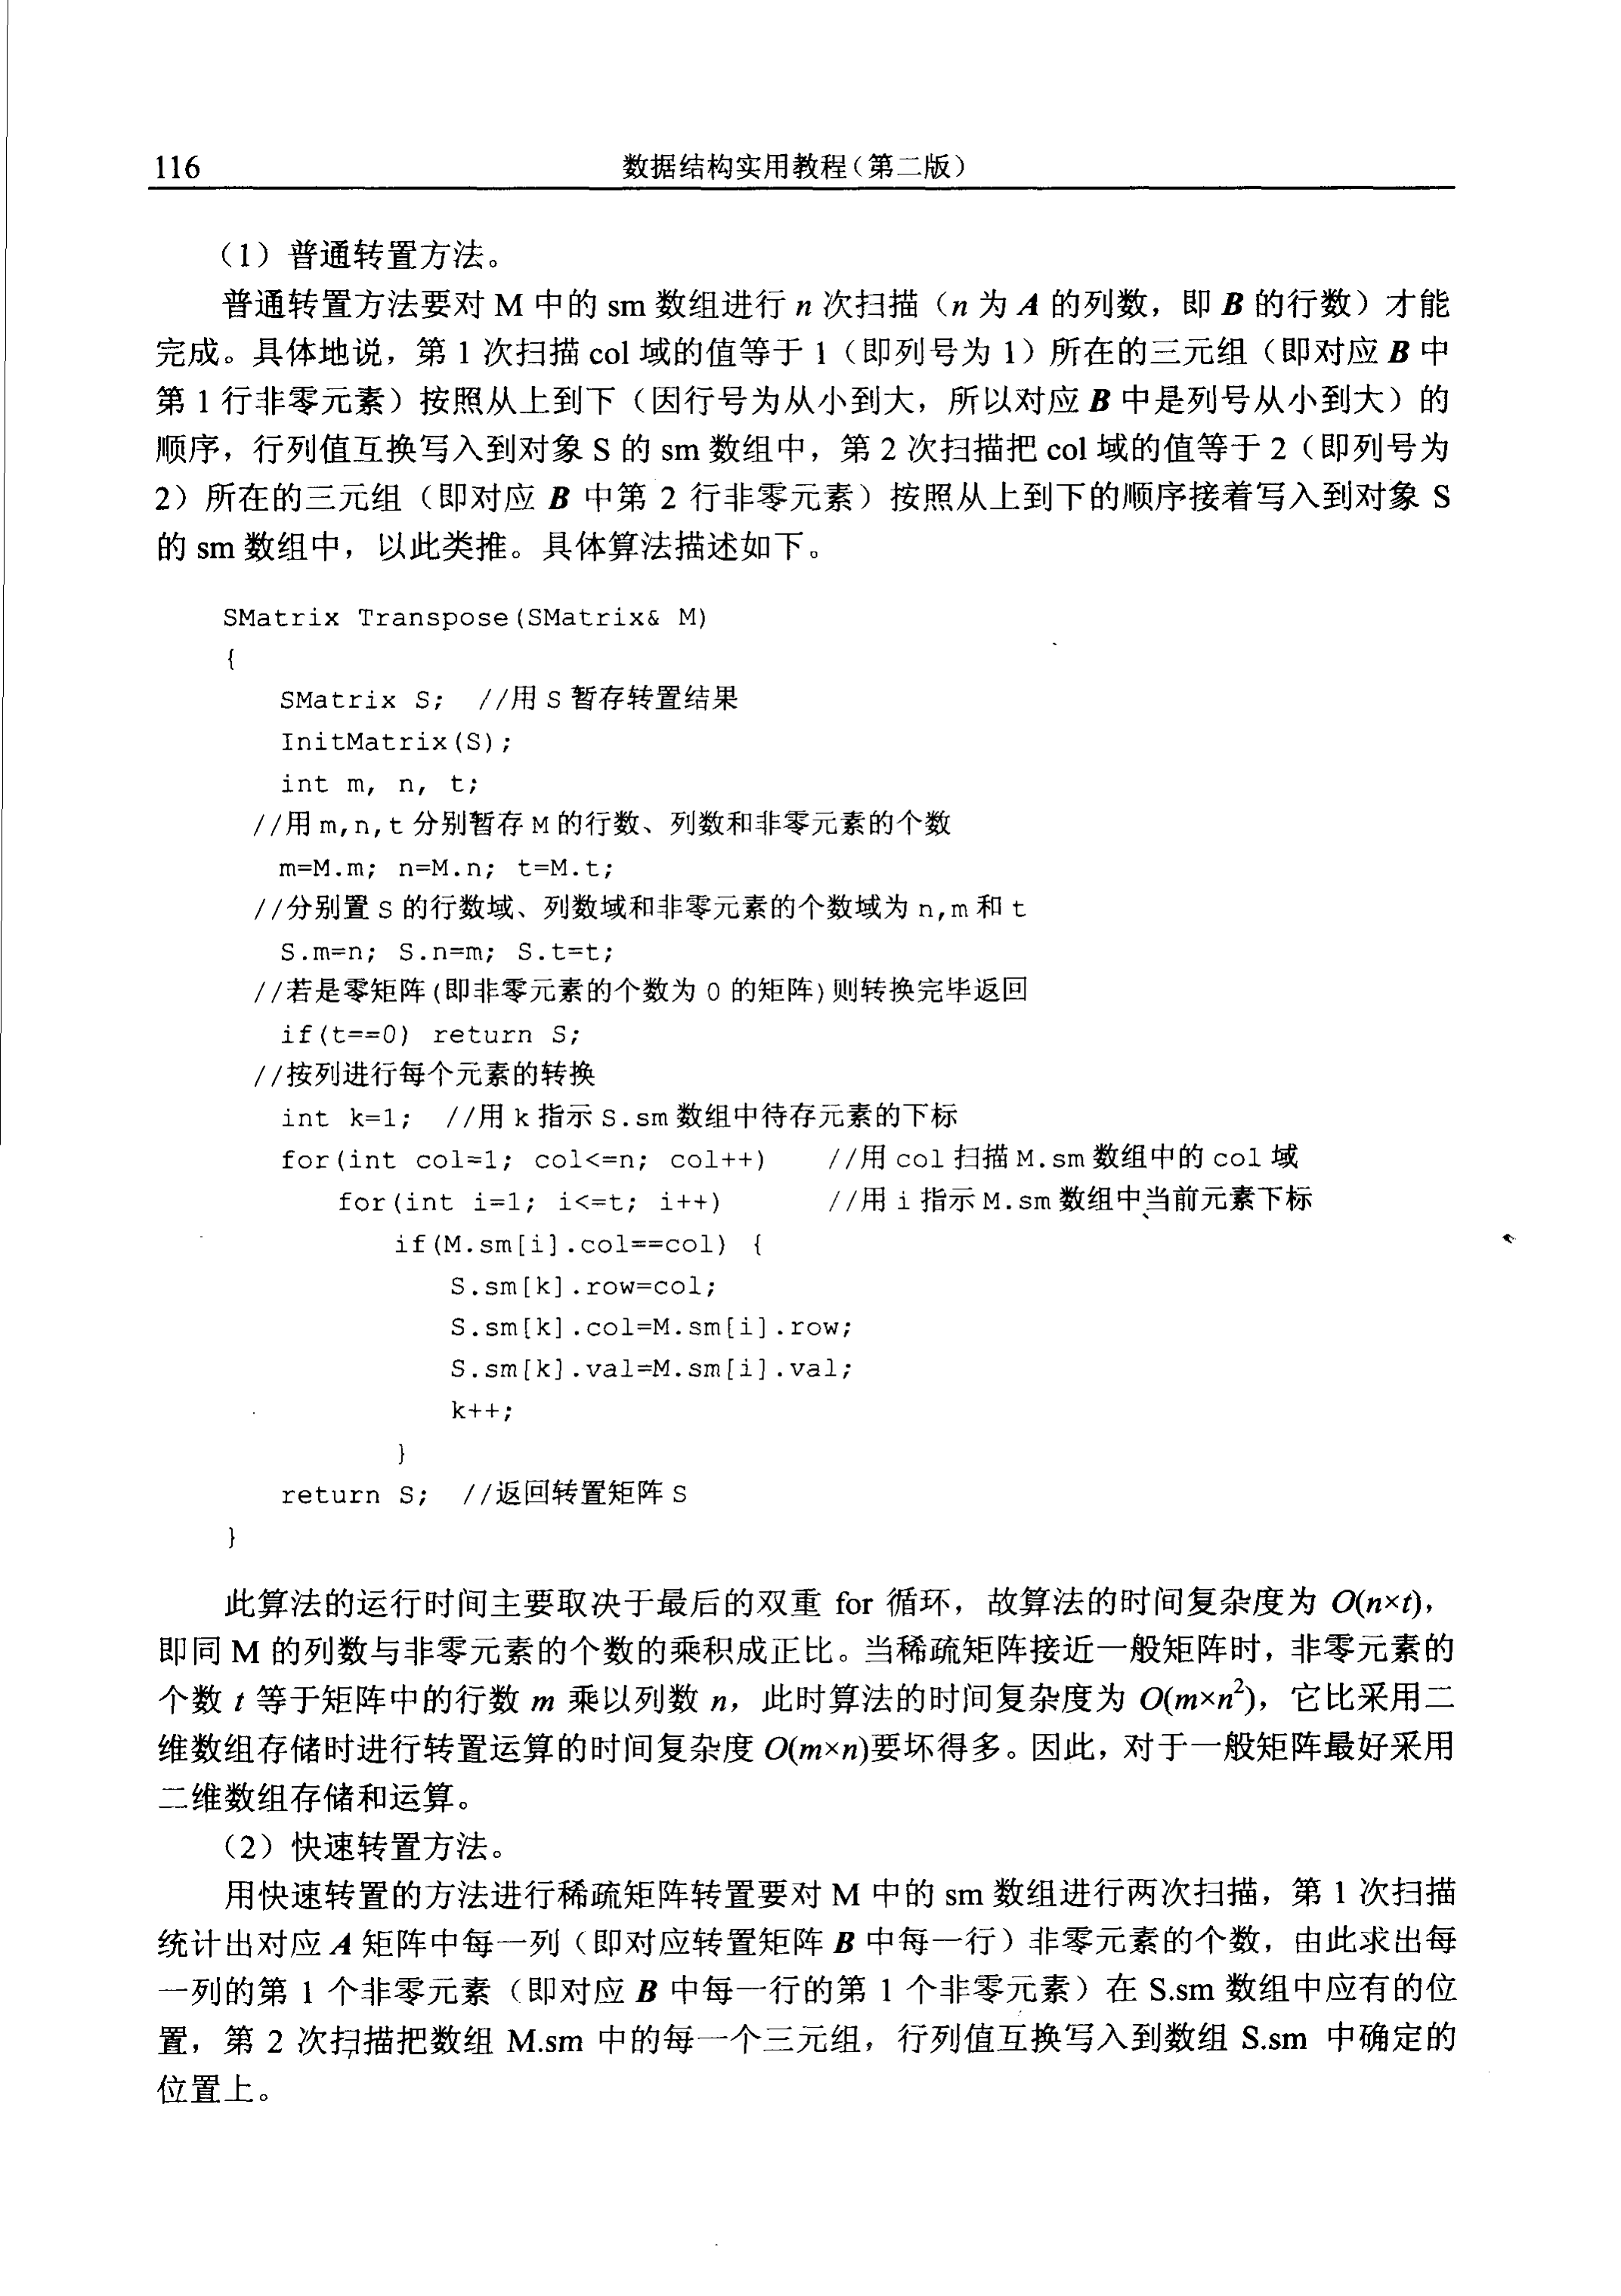 116
数据结构实用教程（第二版）
（1）普通转置方法。
普通转置方法要对 M 中的 sm 数组进行 n 次扫描（n 为 A 的列数，即 B 的行数）才能
完成。具体地说，第 1 次扫描 col 域的值等于 1（即列号为 1）所在的三元组（即对应 B 中
第 1 行非零元素）按照从上到下（因行号为从小到大，所以对应 B 中是列号从小到大）的
顺序，行列值互换写入到对象 S 的 sm 数组中，第 2 次扫描把 col 域的值等于 2（即列号为
2）所在的三元组（即对应 B 中第 2 行非零元素）按照从上到下的顺序接着写入到对象 S
的 sm 数组中，以此类推。具体算法描述如下。
SMatrix Transpose(SMatrix& M)
{
SMatrix S; //用 S 暂存转置结果
InitMatrix(S);
int m, n, t;
//用 m,n,t 分别暂存 M 的行数、列数和非零元素的个数
m=M.m; n=M.n; t=M.t;
//分别置 S 的行数域、列数域和非零元素的个数域为 n,m 和 t
S.m=n; S.n=m; S.t=t;
//若是零矩阵(即非零元素的个数为 0 的矩阵)则转换完毕返回
if(t==0) return S;
//按列进行每个元素的转换
int k=1; //用 k 指示 S.sm 数组中待存元素的下标
for(int col=1; col<=n; col++) //用 col 扫描 M.sm 数组中的 col 域
for(int i=1; i<=t; i++) //用 i 指示 M.sm 数组中当前元素下标
if(M.sm[i].col==col) {
S.sm[k].row=col;
S.sm[k].col=M.sm[i].row;
S.sm[k].val=M.sm[i].val;
k++;
}
return S; //返回转置矩阵 S
}
此算法的运行时间主要取决于最后的双重 for 循环，故算法的时间复杂度为 O(n×t)，
即同 M 的列数与非零元素的个数的乘积成正比。当稀疏矩阵接近一般矩阵时，非零元素的
个数 t 等于矩阵中的行数 m 乘以列数 n，此时算法的时间复杂度为 O(m×n²)，它比采用二
维数组存储时进行转置运算的时间复杂度 O(m×n)要坏得多。因此，对于一般矩阵最好采用
二维数组存储和运算。
（2）快速转置方法。
用快速转置的方法进行稀疏矩阵转置要对 M 中的 sm 数组进行两次扫描，第 1 次扫描
统计出对应 A 矩阵中每一列（即对应转置矩阵 B 中每一行）非零元素的个数，由此求出每
一列的第 1 个非零元素（即对应 B 中每一行的第 1 个非零元素）在 S.sm 数组中应有的位
置，第 2 次扫描把数组 M.sm 中的每一个三元组，行列值互换写入到数组 S.sm 中确定的
位置上。